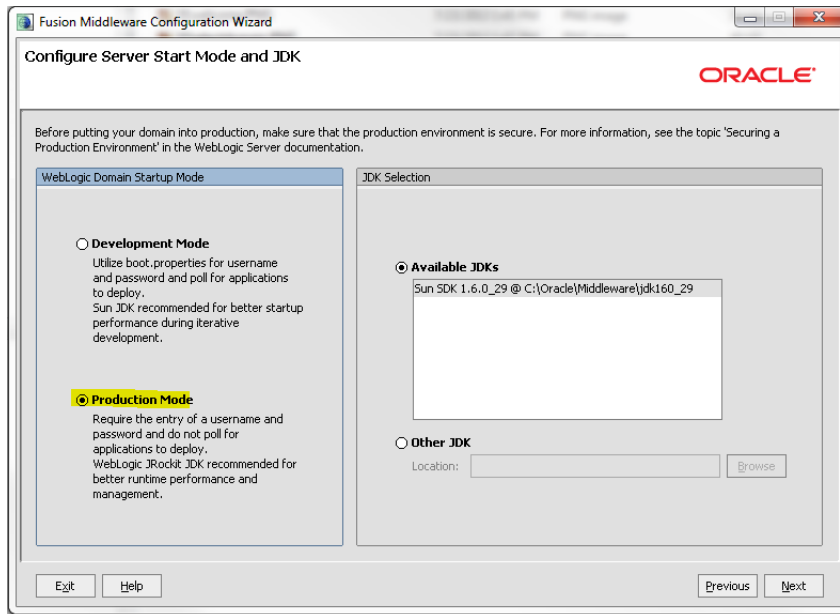 Fusion Middleware Configuration Wizard
Configure Server Start Mode and JDK
ORACLE
Before putting your domain into production, make sure that the production environment is secure. For more information, see the topic 'Securing a
Production Environment' in the WebLogic Server documentation.
WebLogic Domain Startup Mode
Development Mode
Utilize boot.properties for username
and password and poll for applications
to deploy.
Sun JDK recommended for better startup
performance during iterative
development.
Production Mode
Require the entry of a username and
password and do not poll for
applications to deploy.
WebLogic JRockit JDK recommended for
better runtime performance and
management.
JDK Selection
Available JDKs
Sun SDK 1.6.0_29 @ C:\Oracle\Middleware\jdk160_29
Other JDK
Location:
Browse
Exit
Help
Previous
Next